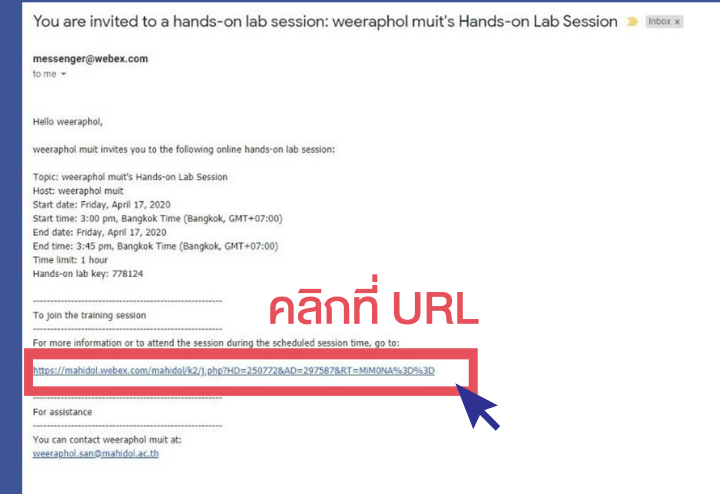 You are invited to a hands-on lab session: weeraphol muit's Hands-on Lab Session Inbox x
messenger@webex.com
to me
Hello weeraphol,
weeraphol muit invites you to the following online hands-on lab session:
Topic: weeraphol muit's Hands-on Lab Session
Host: weeraphol muit
Start date: Friday, April 17, 2020
Start time: 3:00 pm, Bangkok Time (Bangkok, GMT+07:00)
End date: Friday, April 17, 2020
End time: 3:45 pm, Bangkok Time (Bangkok, GMT+07:00)
Time limit: 1 hour
Hands-on lab key: 778124
-------------------------------------------------------
To join the training session
-------------------------------------------------------
คลิกที่ URL
For more information or to attend the session during the scheduled session time, go to:
https://mahidol.webex.com/mahidol/k2/j.php?HD=250772&AD=297587&RT=MiM0NA%3D%3D
-------------------------------------------------------
For assistance
-------------------------------------------------------
You can contact weeraphol muit at:
weeraphol.san@mahidol.ac.th